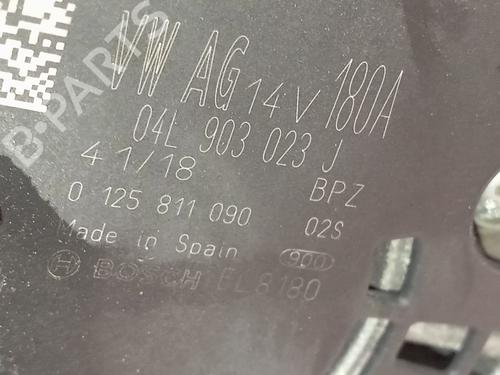 B-PARTS
VW AG 14V 180A
04L 903 023 J
41/18 BPZ
0 125 811 090 02S
Made in Spain 900
BOSCH EL8180